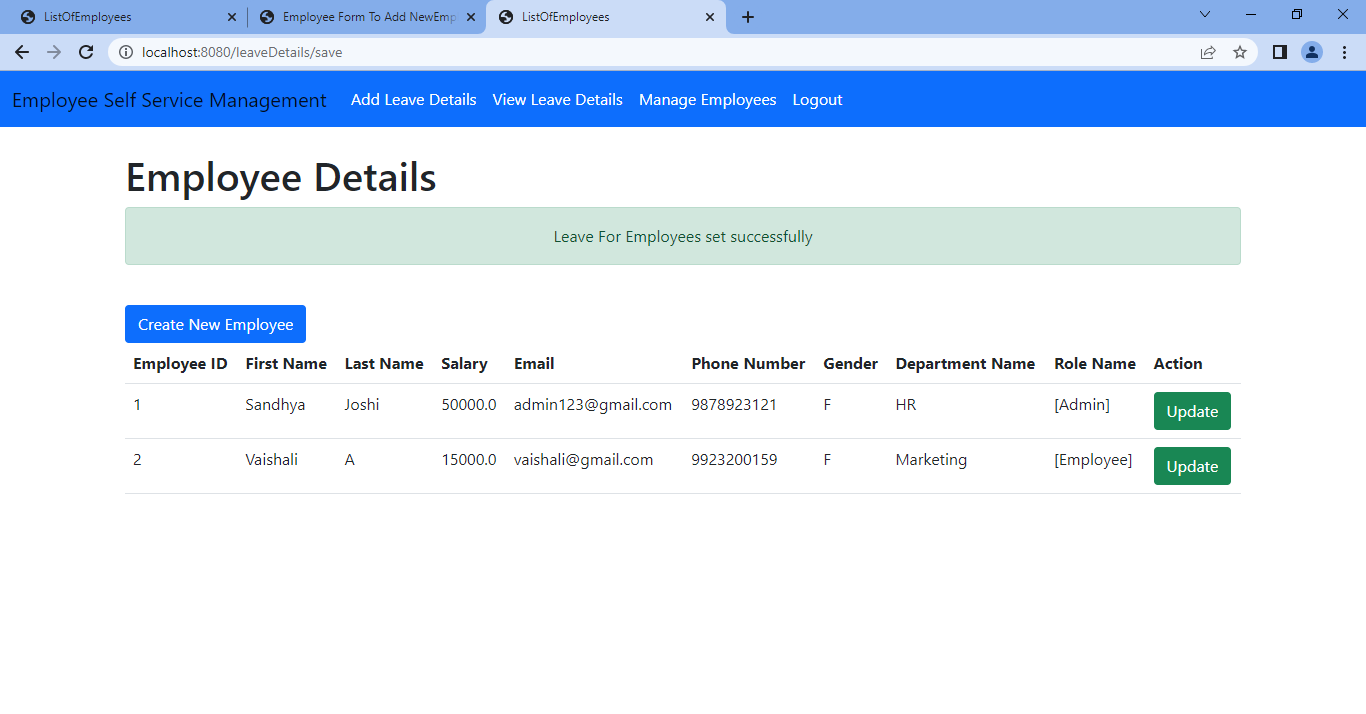 ListOfEmployees Employee Form To Add NewEmp ListOfEmployees
localhost:8080/leaveDetails/save
Employee Self Service Management Add Leave Details View Leave Details Manage Employees Logout
Employee Details
Leave For Employees set successfully
Create New Employee
Employee ID First Name Last Name Salary Email Phone Number Gender Department Name Role Name Action
1 Sandhya Joshi 50000.0 admin123@gmail.com 9878923121 F HR [Admin] Update
2 Vaishali A 15000.0 vaishali@gmail.com 9923200159 F Marketing [Employee] Update